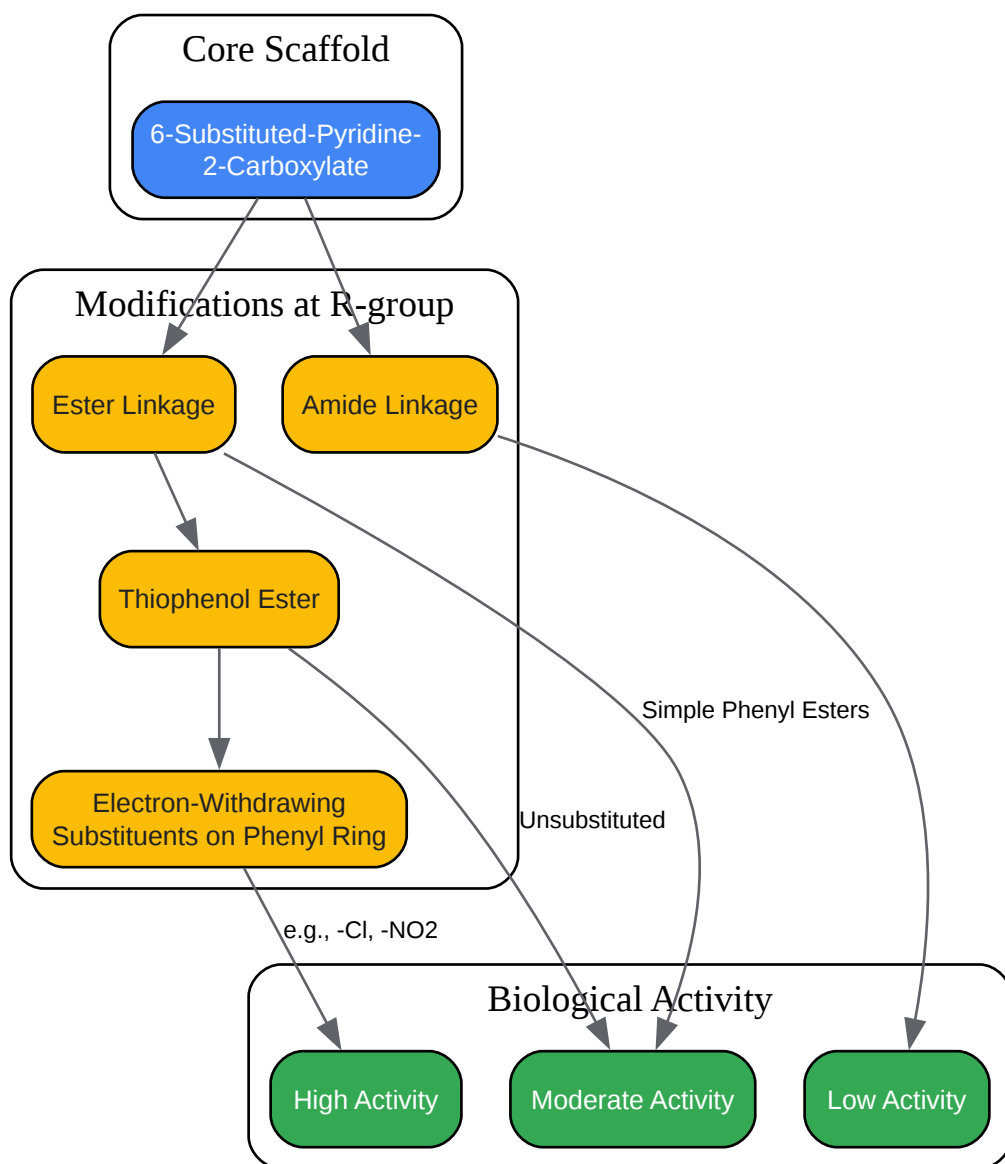 Core Scaffold
6-Substituted-Pyridine-
2-Carboxylate
Modifications at R-group
Ester Linkage
Amide Linkage
Thiophenol Ester
Simple Phenyl Esters
Electron-Withdrawing
Substituents on Phenyl Ring
Unsubstituted
e.g., -Cl, -NO2
Biological Activity
High Activity
Moderate Activity
Low Activity